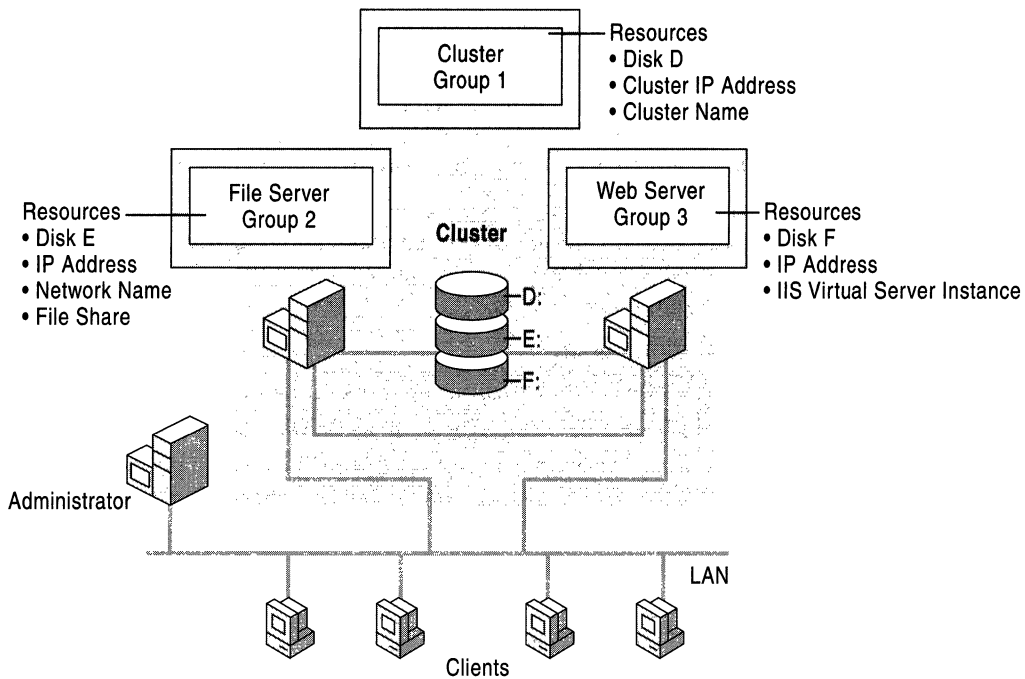 Cluster
Group 1
Resources
• Disk D
• Cluster IP Address
• Cluster Name
File Server
Group 2
Resources
• Disk E
• IP Address
• Network Name
• File Share
Web Server
Group 3
Resources
• Disk F
• IP Address
• IIS Virtual Server Instance
Cluster
D:
E:
F:
Administrator
LAN
Clients